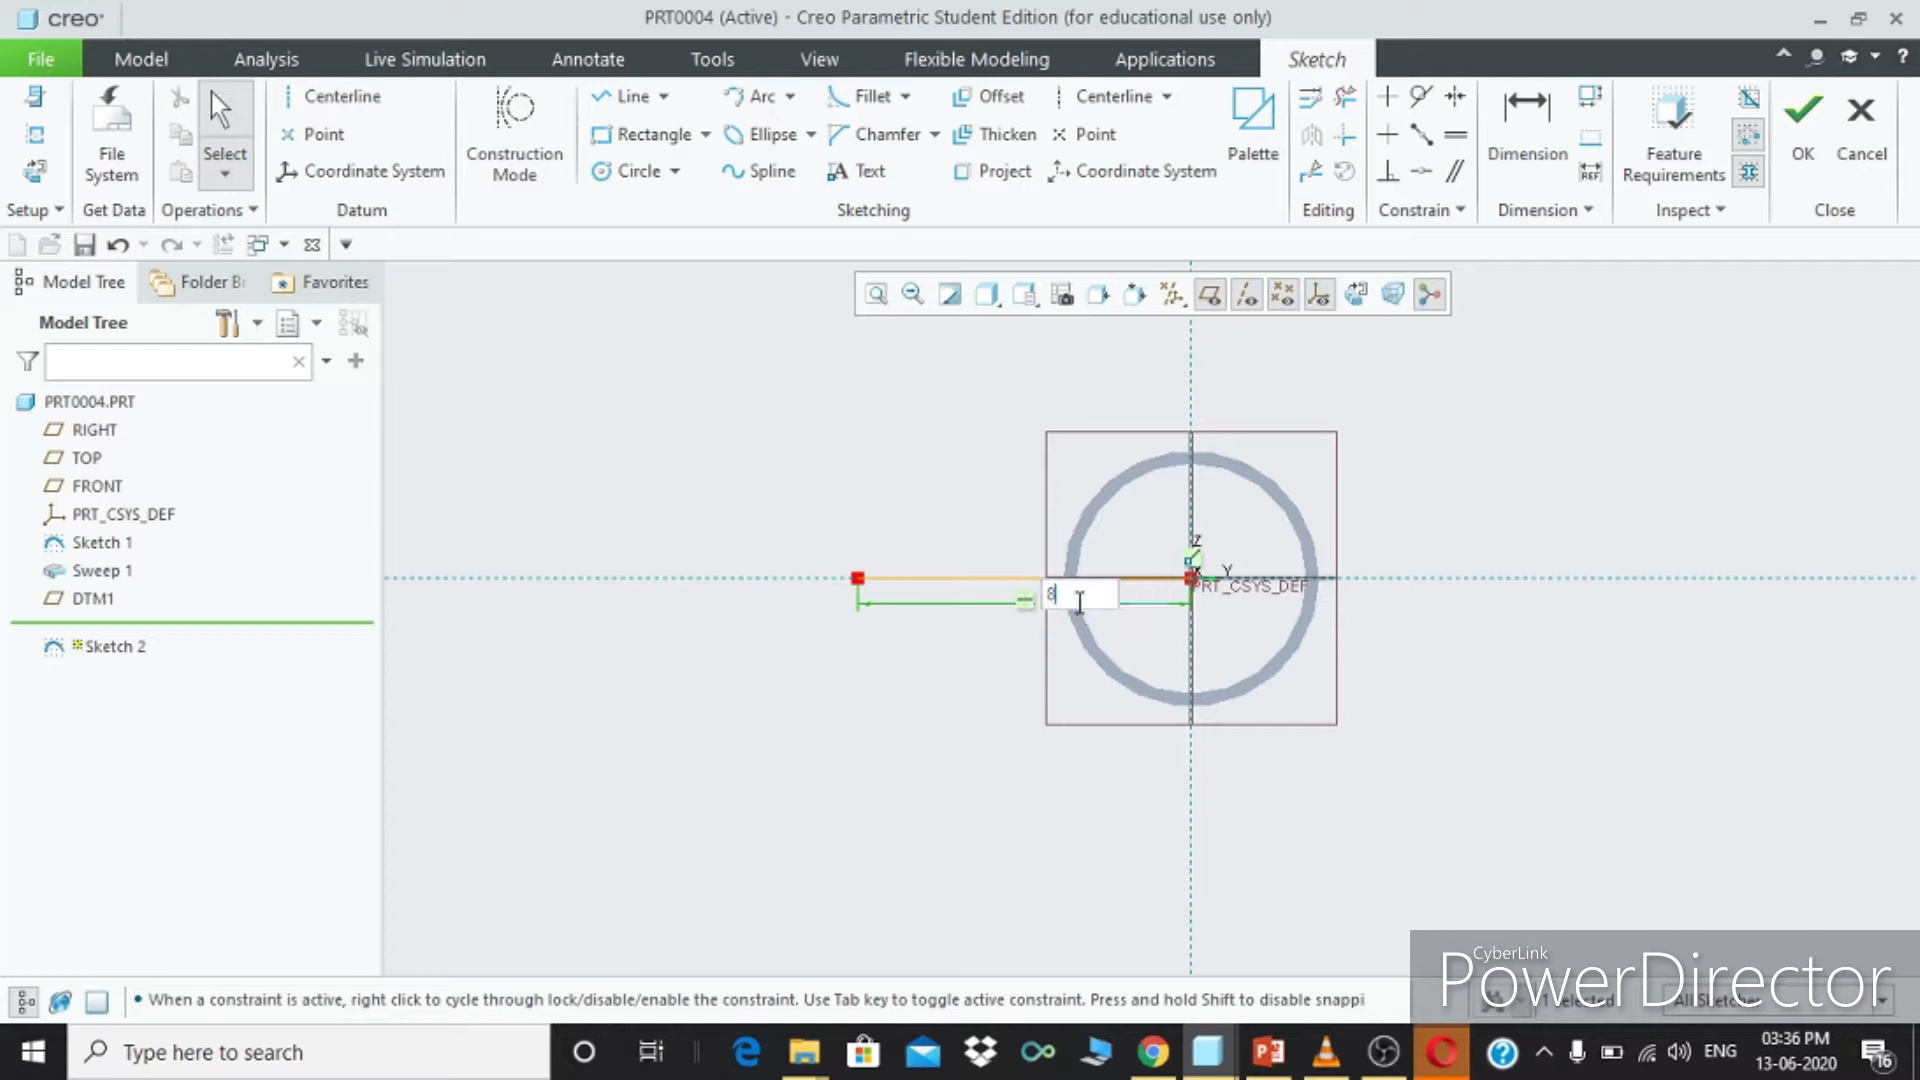 creo
PRT0004 (Active) - Creo Parametric Student Edition (for educational use only)
File Model Analysis Live Simulation Annotate Tools View Flexible Modeling Applications Sketch
Centerline Line Arc Fillet Offset Centerline
Point Rectangle Ellipse Chamfer Thicken Point
Coordinate System Circle Spline Text Project Coordinate System
File System
Select
Construction Mode
Palette
Dimension
REF
Feature Requirements
OK
Cancel
Setup Get Data Operations Datum Sketching Editing Constrain Dimension Inspect Close
Model Tree Folder Br Favorites
Model Tree
PRT0004.PRT
RIGHT
TOP
FRONT
PRT_CSYS_DEF
Sketch 1
Sweep 1
DTM1
Sketch 2
Z
Y
PRT_CSYS_DEF
8
CyberLink
PowerDirector
• When a constraint is active, right click to cycle through lock/disable/enable the constraint. Use Tab key to toggle active constraint. Press and hold Shift to disable snappi
Type here to search
ENG
03:36 PM
13-06-2020
16